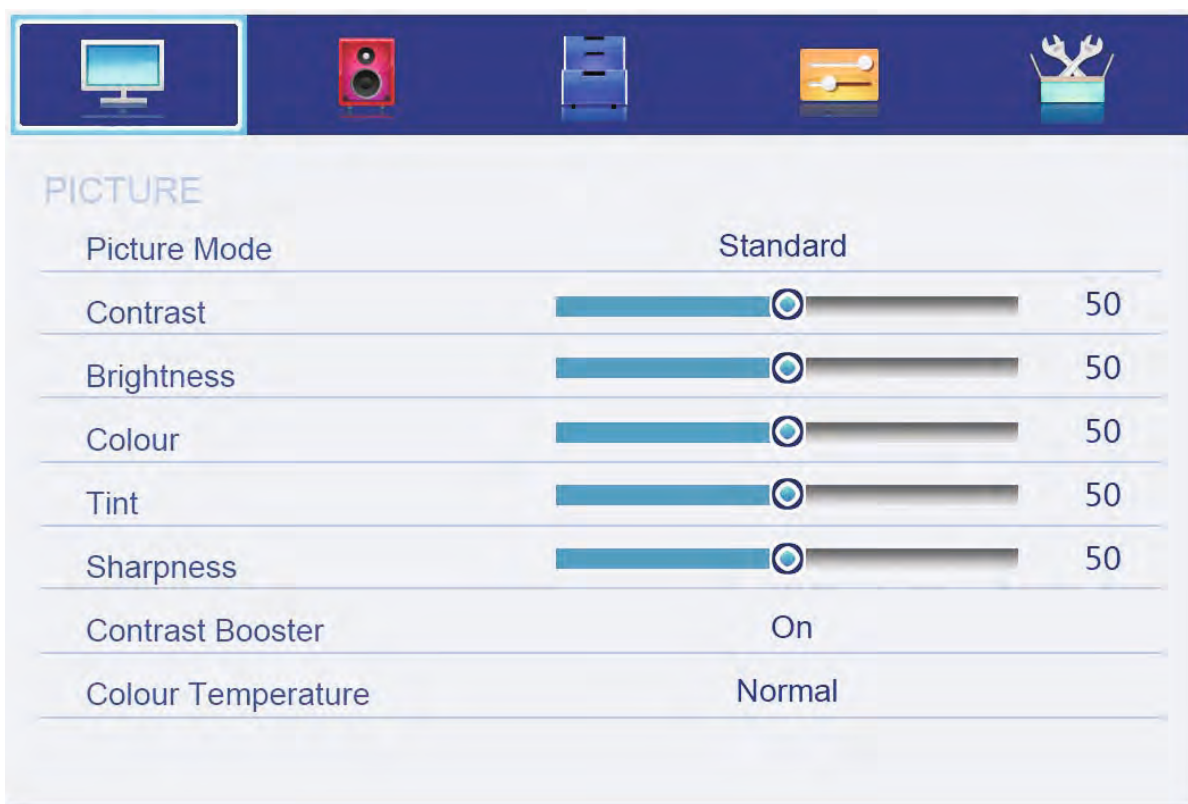 PICTURE
Picture Mode Standard
Contrast 50
Brightness 50
Colour 50
Tint 50
Sharpness 50
Contrast Booster On
Colour Temperature Normal